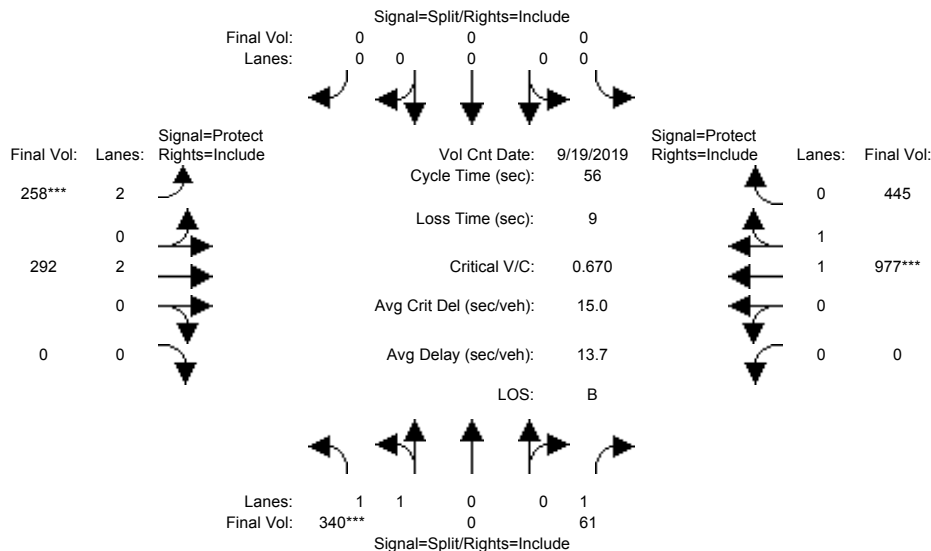 Signal=Split/Rights=Include
Final Vol: 0 0 0
Lanes: 0 0 0 0 0
Signal=Protect
Final Vol: Lanes: Rights=Include
Vol Cnt Date: 9/19/2019
Signal=Protect
Rights=Include Lanes: Final Vol:
Cycle Time (sec): 56
258*** 2
0 445
Loss Time (sec): 9
0
1
292 2
Critical V/C: 0.670
1 977***
0
Avg Crit Del (sec/veh): 15.0
0
0 0
Avg Delay (sec/veh): 13.7
0 0
LOS: B
Lanes: 1 1 0 0 1
Final Vol: 340*** 0 61
Signal=Split/Rights=Include